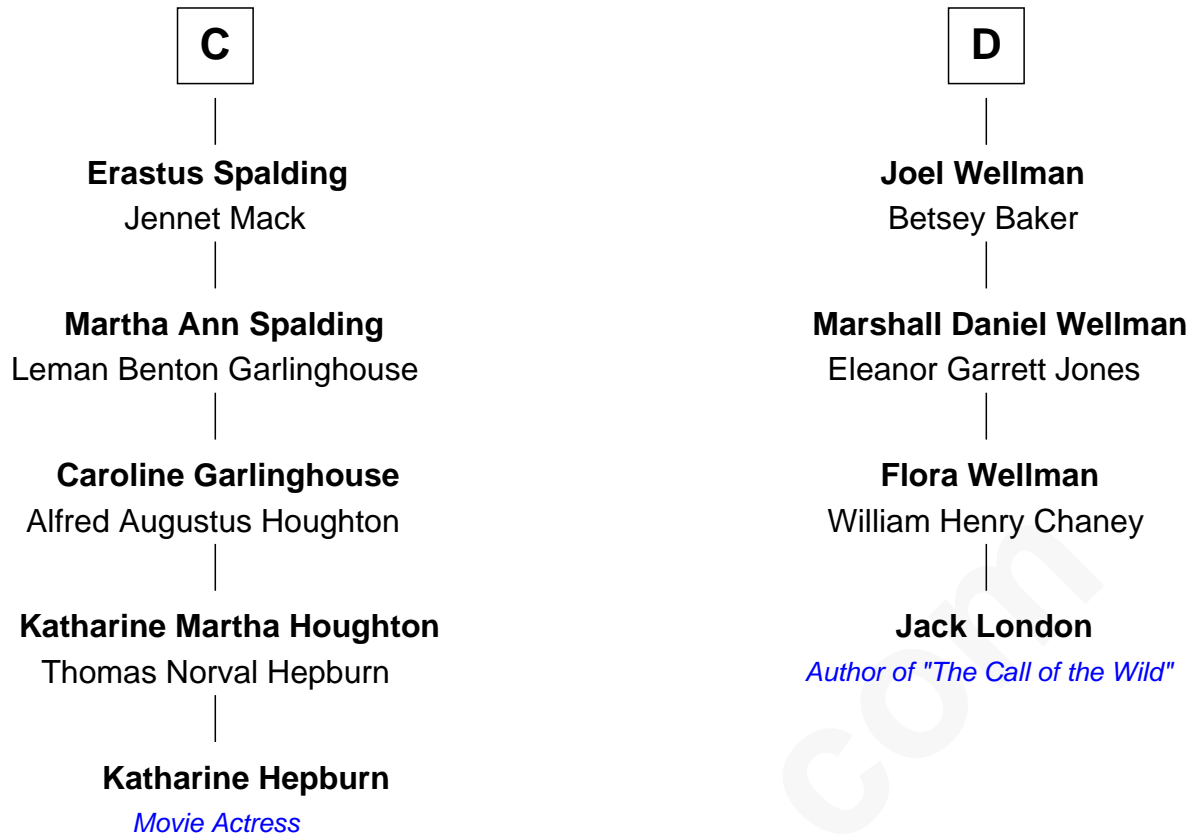 C
Erastus Spalding
Jennet Mack
Martha Ann Spalding
Leman Benton Garlinghouse
Caroline Garlinghouse
Alfred Augustus Houghton
Katharine Martha Houghton
Thomas Norval Hepburn
Katharine Hepburn
Movie Actress
D
Joel Wellman
Betsey Baker
Marshall Daniel Wellman
Eleanor Garrett Jones
Flora Wellman
William Henry Chaney
Jack London
Author of "The Call of the Wild"
com